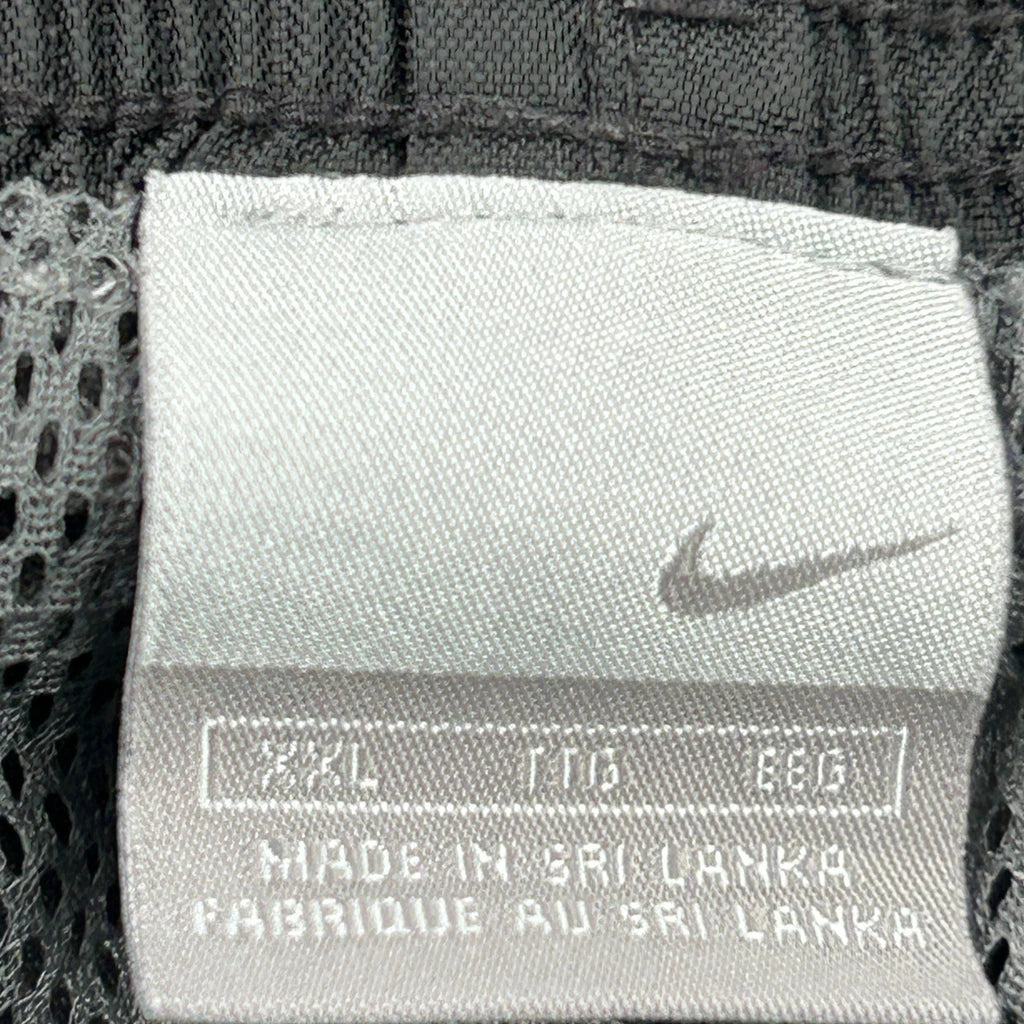 XXL TTG EEG
MADE IN SRI LANKA
FABRIQUE AU SRI LANKA